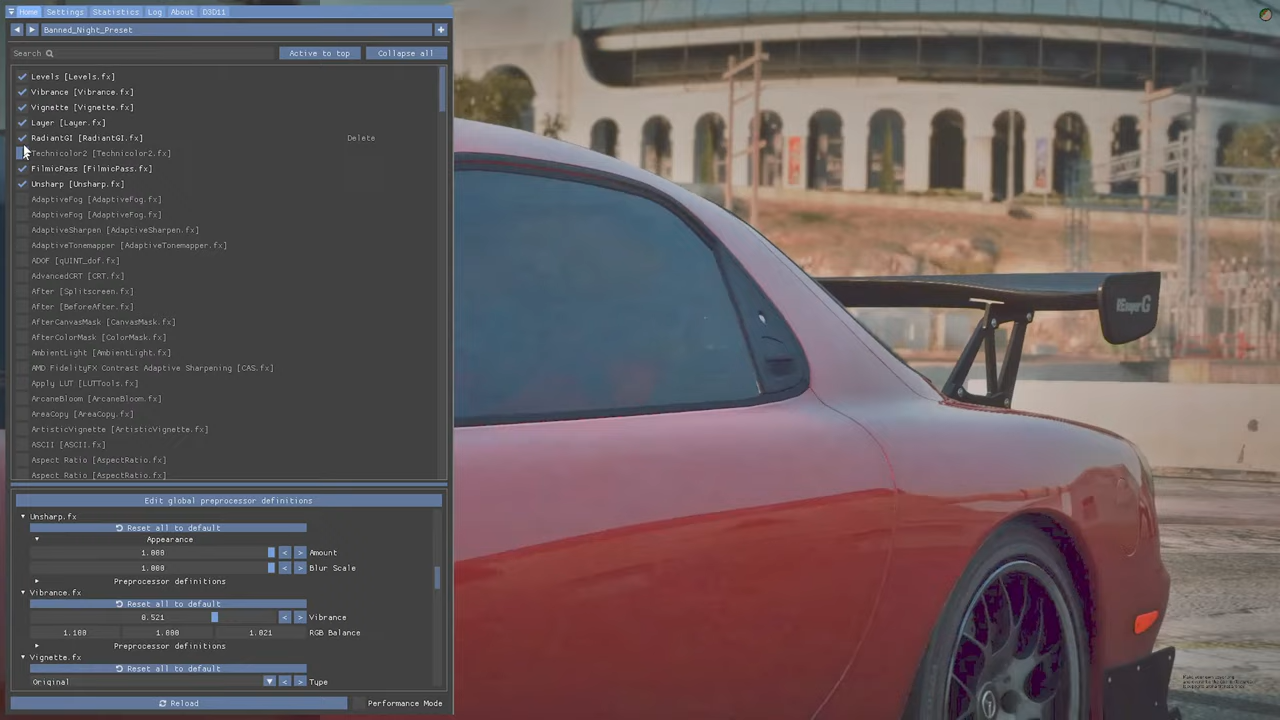 Home Settings Statistics Log About D3D11
Banned_Night_Preset +
Search Active to top Collapse all
Levels [Levels.fx]
Vibrance [Vibrance.fx]
Vignette [Vignette.fx]
Layer [Layer.fx]
RadiantGI [RadiantGI.fx] Delete
Technicolor2 [Technicolor2.fx]
FilmicPass [FilmicPass.fx]
Unsharp [Unsharp.fx]
AdaptiveFog [AdaptiveFog.fx]
AdaptiveFog [AdaptiveFog.fx]
AdaptiveSharpen [AdaptiveSharpen.fx]
AdaptiveTonemapper [AdaptiveTonemapper.fx]
ADOF [qUINT_dof.fx]
AdvancedCRT [CRT.fx]
After [Splitscreen.fx]
After [BeforeAfter.fx]
AfterCanvasMask [CanvasMask.fx]
AfterColorMask [ColorMask.fx]
AmbientLight [AmbientLight.fx]
AMD FidelityFX Contrast Adaptive Sharpening [CAS.fx]
Apply LUT [LUTTools.fx]
ArcaneBloom [ArcaneBloom.fx]
AreaCopy [AreaCopy.fx]
ArtisticVignette [ArtisticVignette.fx]
ASCII [ASCII.fx]
Aspect Ratio [AspectRatio.fx]
Aspect Ratio [AspectRatio.fx]
Edit global preprocessor definitions
Unsharp.fx
Reset all to default
Appearance
1.000 < > Amount
1.000 < > Blur Scale
Preprocessor definitions
Vibrance.fx
Reset all to default
0.521 < > Vibrance
1.100 1.000 1.021 RGB Balance
Preprocessor definitions
Vignette.fx
Reset all to default
Original < > Type
Reload Performance Mode